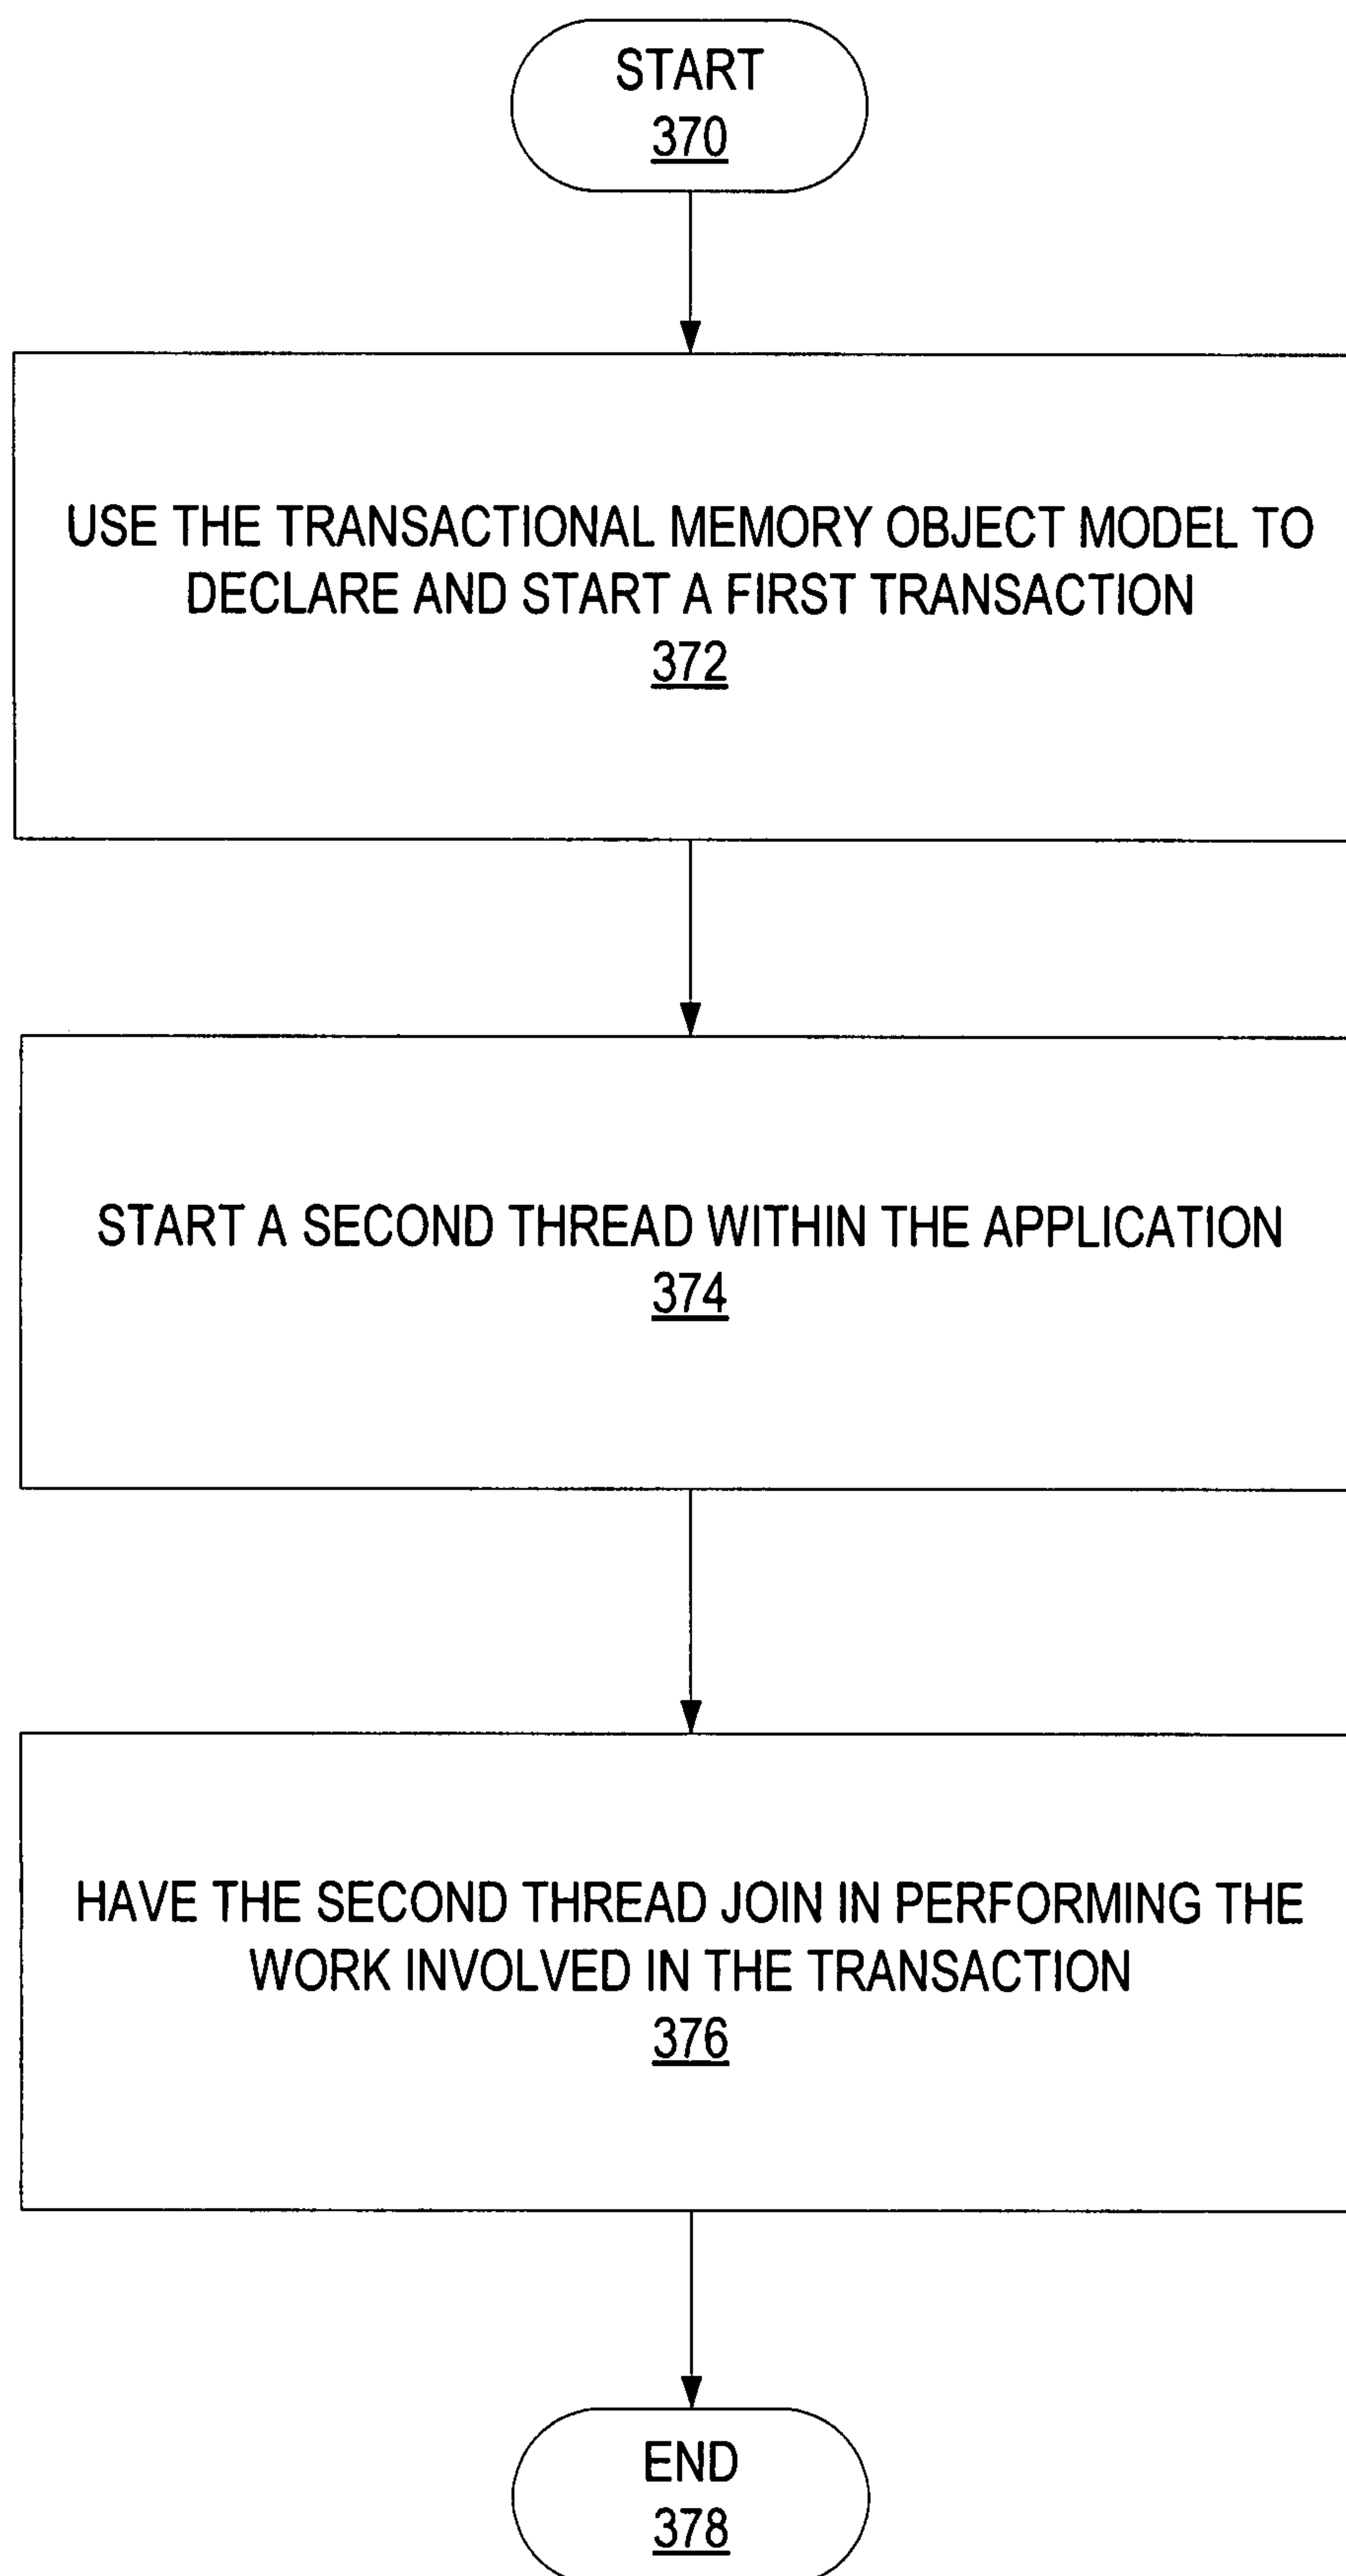 START
370
USE THE TRANSACTIONAL MEMORY OBJECT MODEL TO
DECLARE AND START A FIRST TRANSACTION
372
START A SECOND THREAD WITHIN THE APPLICATION
374
HAVE THE SECOND THREAD JOIN IN PERFORMING THE
WORK INVOLVED IN THE TRANSACTION
376
END
378